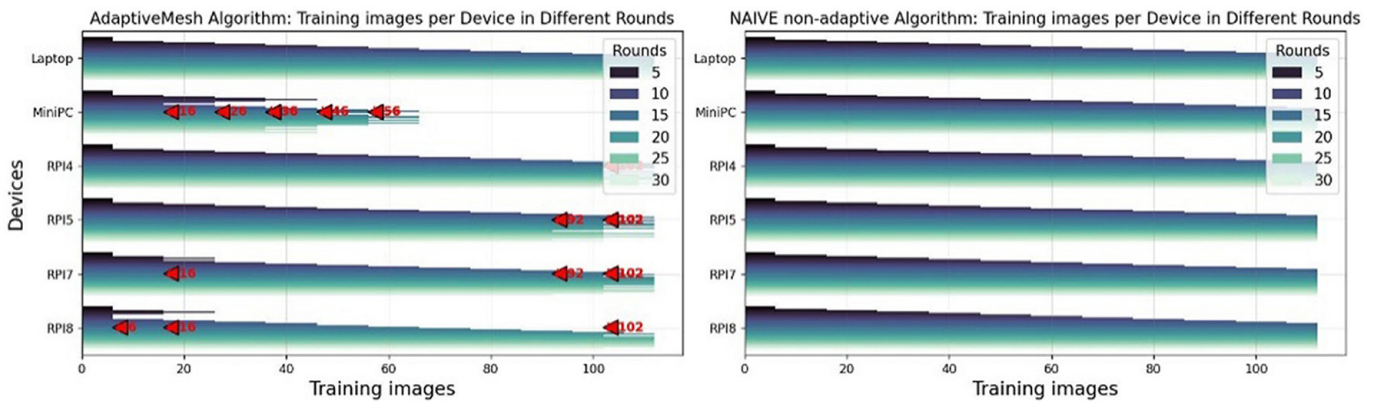 AdaptiveMesh Algorithm: Training images per Device in Different Rounds
Devices
Laptop
MiniPC
RPI4
RPI5
RPI7
RPI8
16
26
36
46
56
102
92
102
16
92
102
6
16
102
Rounds
5
10
15
20
25
30
0
20
40
60
80
100
Training images
NAIVE non-adaptive Algorithm: Training images per Device in Different Rounds
Laptop
MiniPC
RPI4
RPI5
RPI7
RPI8
Rounds
5
10
15
20
25
30
0
20
40
60
80
100
Training images